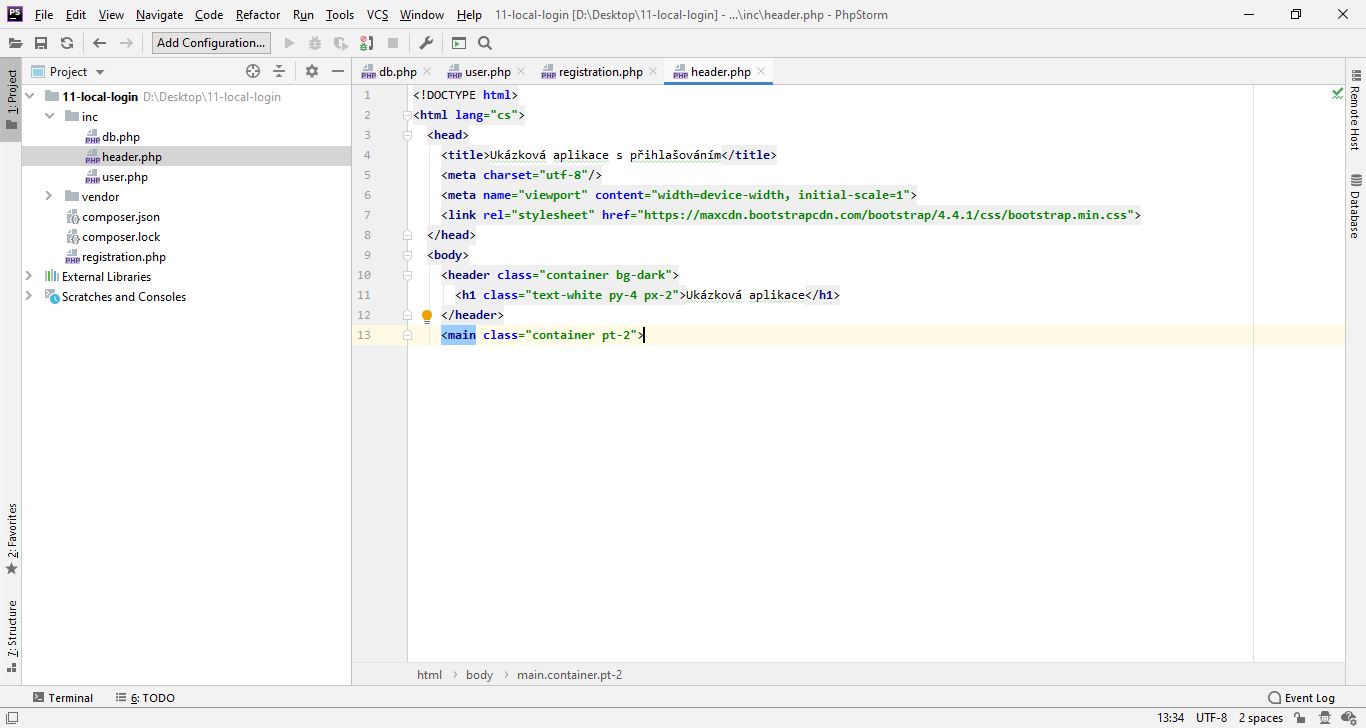 PS File Edit View Navigate Code Refactor Run Tools VCS Window Help 11-local-login [D:\Desktop\11-local-login] - ...\inc\header.php - PhpStorm
Add Configuration...
1: Project
Project
db.php
user.php
registration.php
header.php
11-local-login D:\Desktop\11-local-login
inc
db.php
header.php
user.php
vendor
composer.json
composer.lock
registration.php
External Libraries
Scratches and Consoles
1 <!DOCTYPE html>
2 <html lang="cs">
3 <head>
4 <title>Ukázková aplikace s přihlašováním</title>
5 <meta charset="utf-8"/>
6 <meta name="viewport" content="width=device-width, initial-scale=1">
7 <link rel="stylesheet" href="https://maxcdn.bootstrapcdn.com/bootstrap/4.4.1/css/bootstrap.min.css">
8 </head>
9 <body>
10 <header class="container bg-dark">
11 <h1 class="text-white py-4 px-2">Ukázková aplikace</h1>
12 </header>
13 <main class="container pt-2">
Remote Host
Database
2: Favorites
7: Structure
html › body › main.container.pt-2
Terminal 6: TODO Event Log
13:34 UTF-8 2 spaces